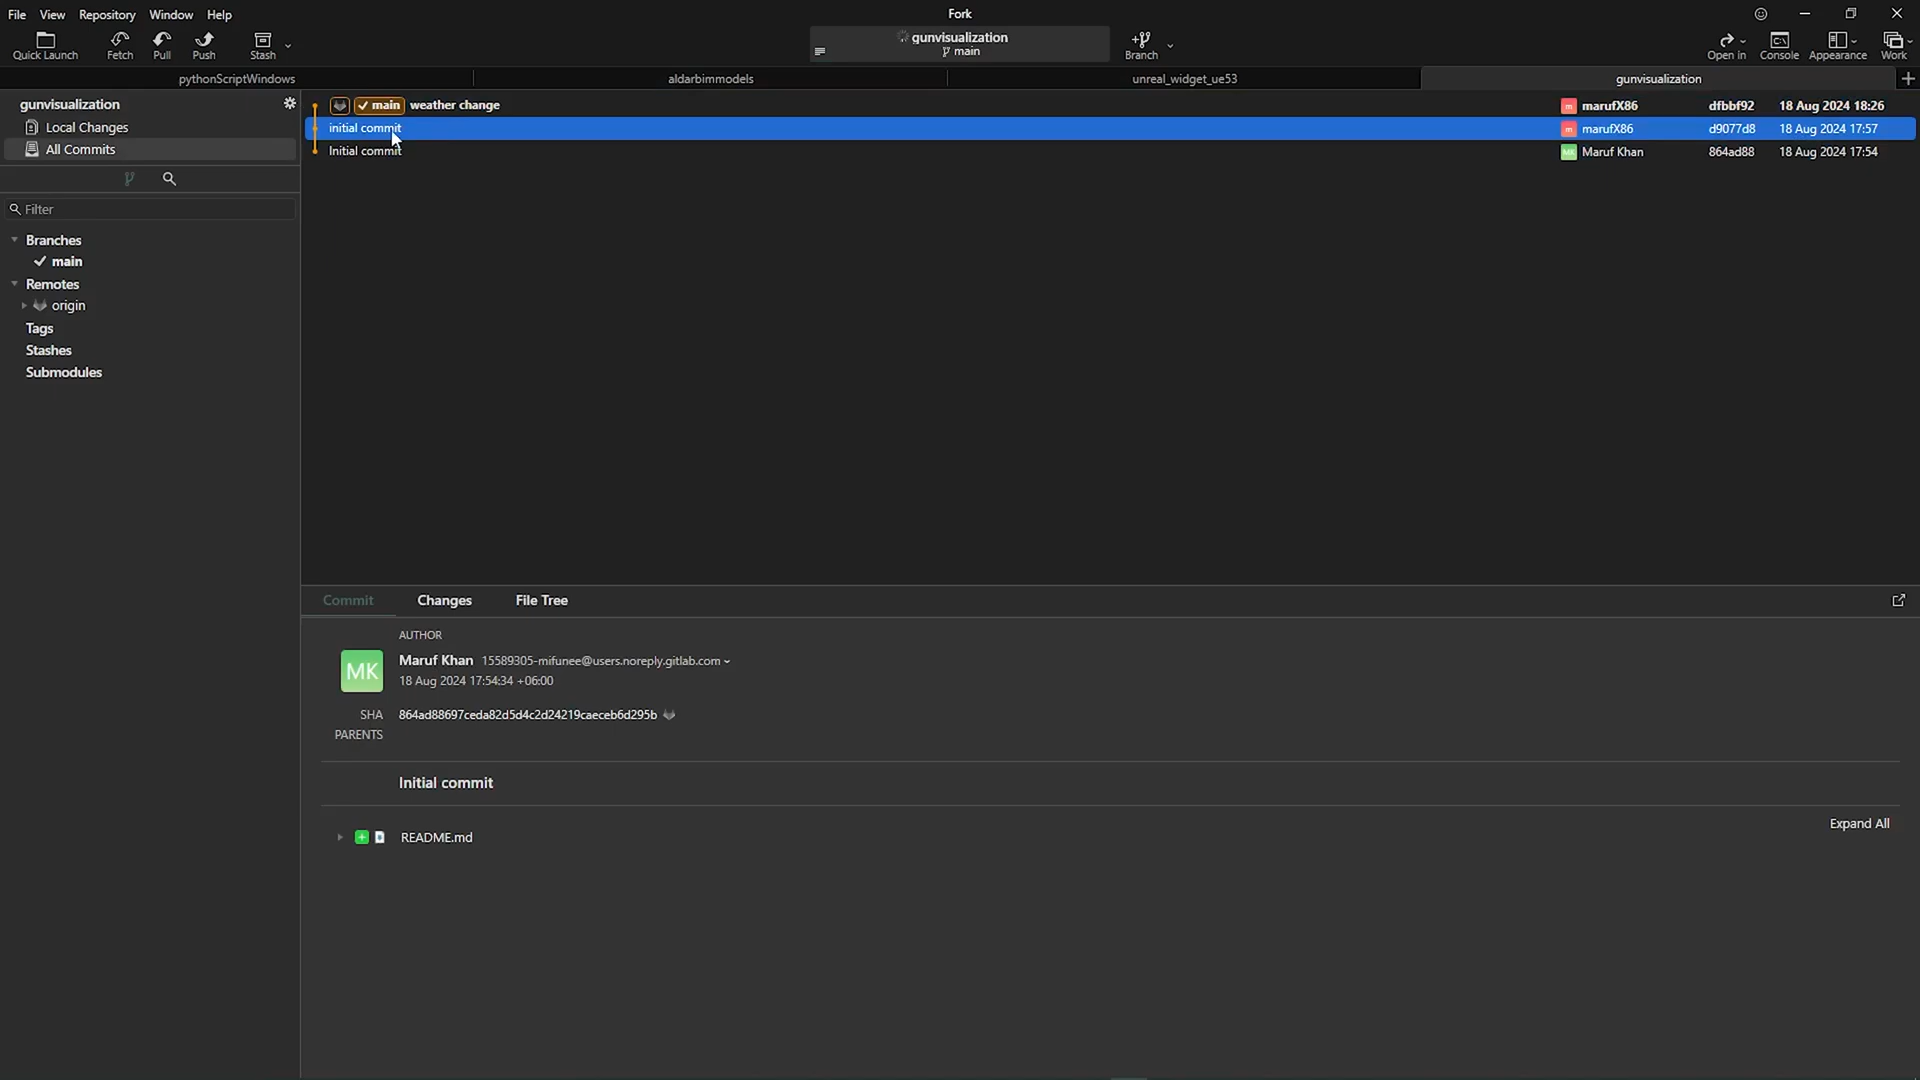 File View Repository Window Help
Fork
Quick Launch Fetch Pull Push Stash
gunvisualization
main
Branch
Open in Console Appearance Work
pythonScriptWindows aldarbimmodels unreal_widget_ue53 gunvisualization
gunvisualization
Local Changes
All Commits
Filter
Branches
main
Remotes
origin
Tags
Stashes
Submodules
main weather change m marufX86 dfbbf92 18 Aug 2024 18:26
initial commit m marufX86 d9077d8 18 Aug 2024 17:57
Initial commit MK Maruf Khan 864ad88 18 Aug 2024 17:54
Commit Changes File Tree
AUTHOR
MK
Maruf Khan 15589305-mifunee@users.noreply.gitlab.com
18 Aug 2024 17:54:34 +06:00
SHA 864ad88697ceda82d5d4c2d24219caeceb6d295b
PARENTS
Initial commit
Expand All
README.md